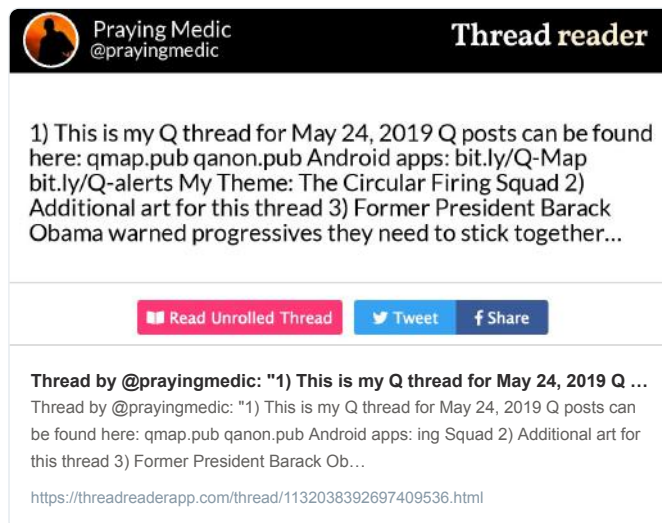 Praying Medic
@prayingmedic
Thread reader
1) This is my Q thread for May 24, 2019 Q posts can be found
here: qmap.pub qanon.pub Android apps: bit.ly/Q-Map
bit.ly/Q-alerts My Theme: The Circular Firing Squad 2)
Additional art for this thread 3) Former President Barack
Obama warned progressives they need to stick together...
Read Unrolled Thread
Tweet
f Share
Thread by @prayingmedic: "1) This is my Q thread for May 24, 2019 Q …
Thread by @prayingmedic: "1) This is my Q thread for May 24, 2019 Q posts can
be found here: qmap.pub qanon.pub Android apps: ing Squad 2) Additional art for
this thread 3) Former President Barack Ob…
https://threadreaderapp.com/thread/1132038392697409536.html